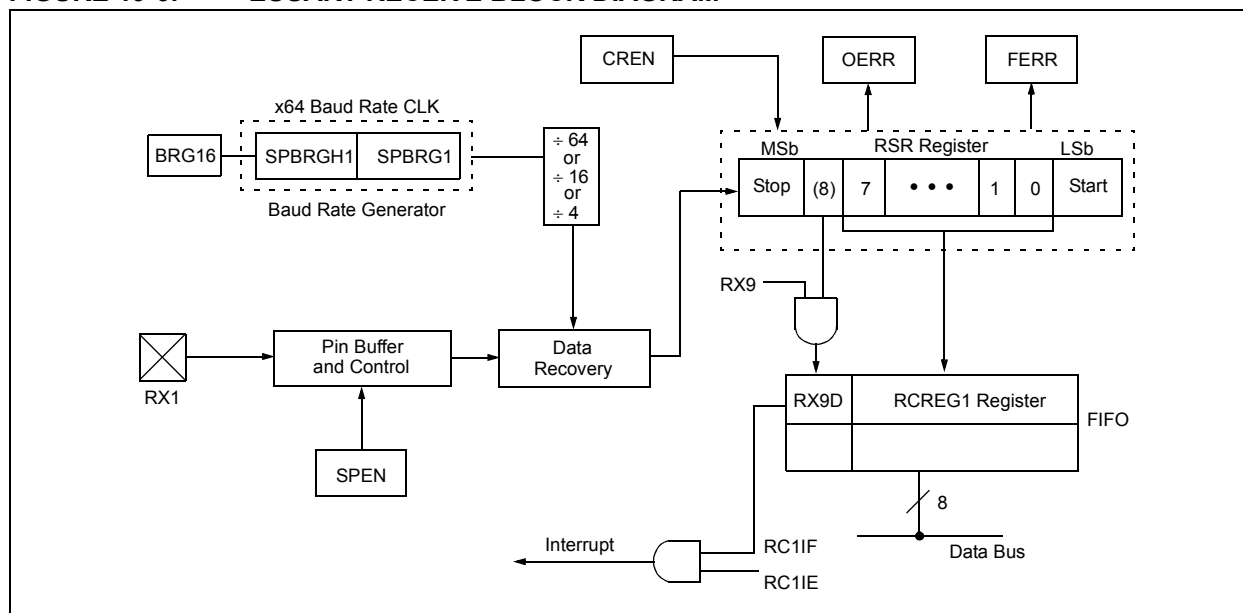 CREN
OERR
FERR
x64 Baud Rate CLK
BRG16
SPBRGH1
SPBRG1
Baud Rate Generator
÷ 64
or
÷ 16
or
÷ 4
MSb
RSR Register
LSb
Stop
(8)
7
• • •
1
0
Start
RX9
Pin Buffer
and Control
Data
Recovery
RX1
SPEN
RX9D
RCREG1 Register
FIFO
8
Data Bus
Interrupt
RC1IF
RC1IE